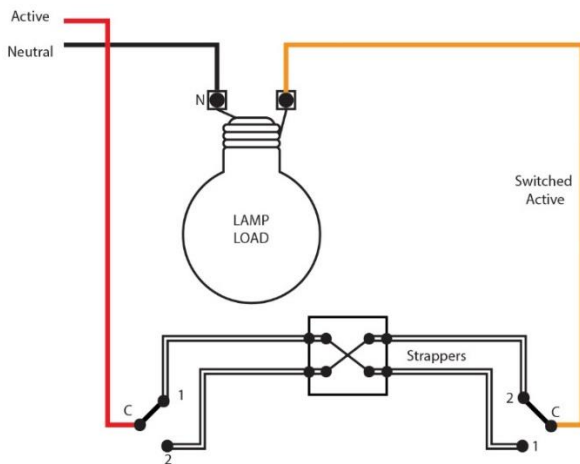 Active
Neutral
N
LAMP
LOAD
Switched
Active
Strappers
1
C
2
2
C
1